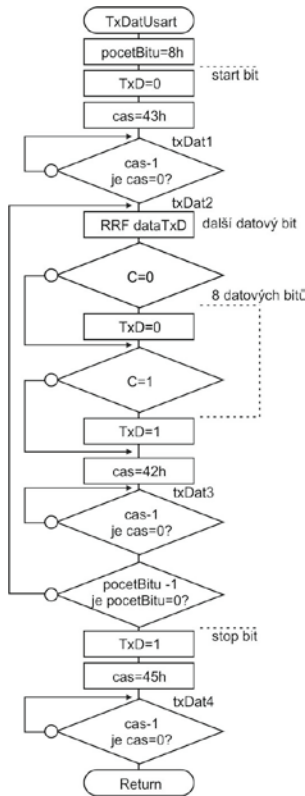 TxDatUsart
pocetBitu=8h
start bit
TxD=0
cas=43h
txDat1
cas-1
je cas=0?
txDat2
RRF dataTxD
další datový bit
C=0
8 datových bitů
TxD=0
C=1
TxD=1
cas=42h
txDat3
cas-1
je cas=0?
pocetBitu -1
je pocetBitu=0?
stop bit
TxD=1
cas=45h
txDat4
cas-1
je cas=0?
Return